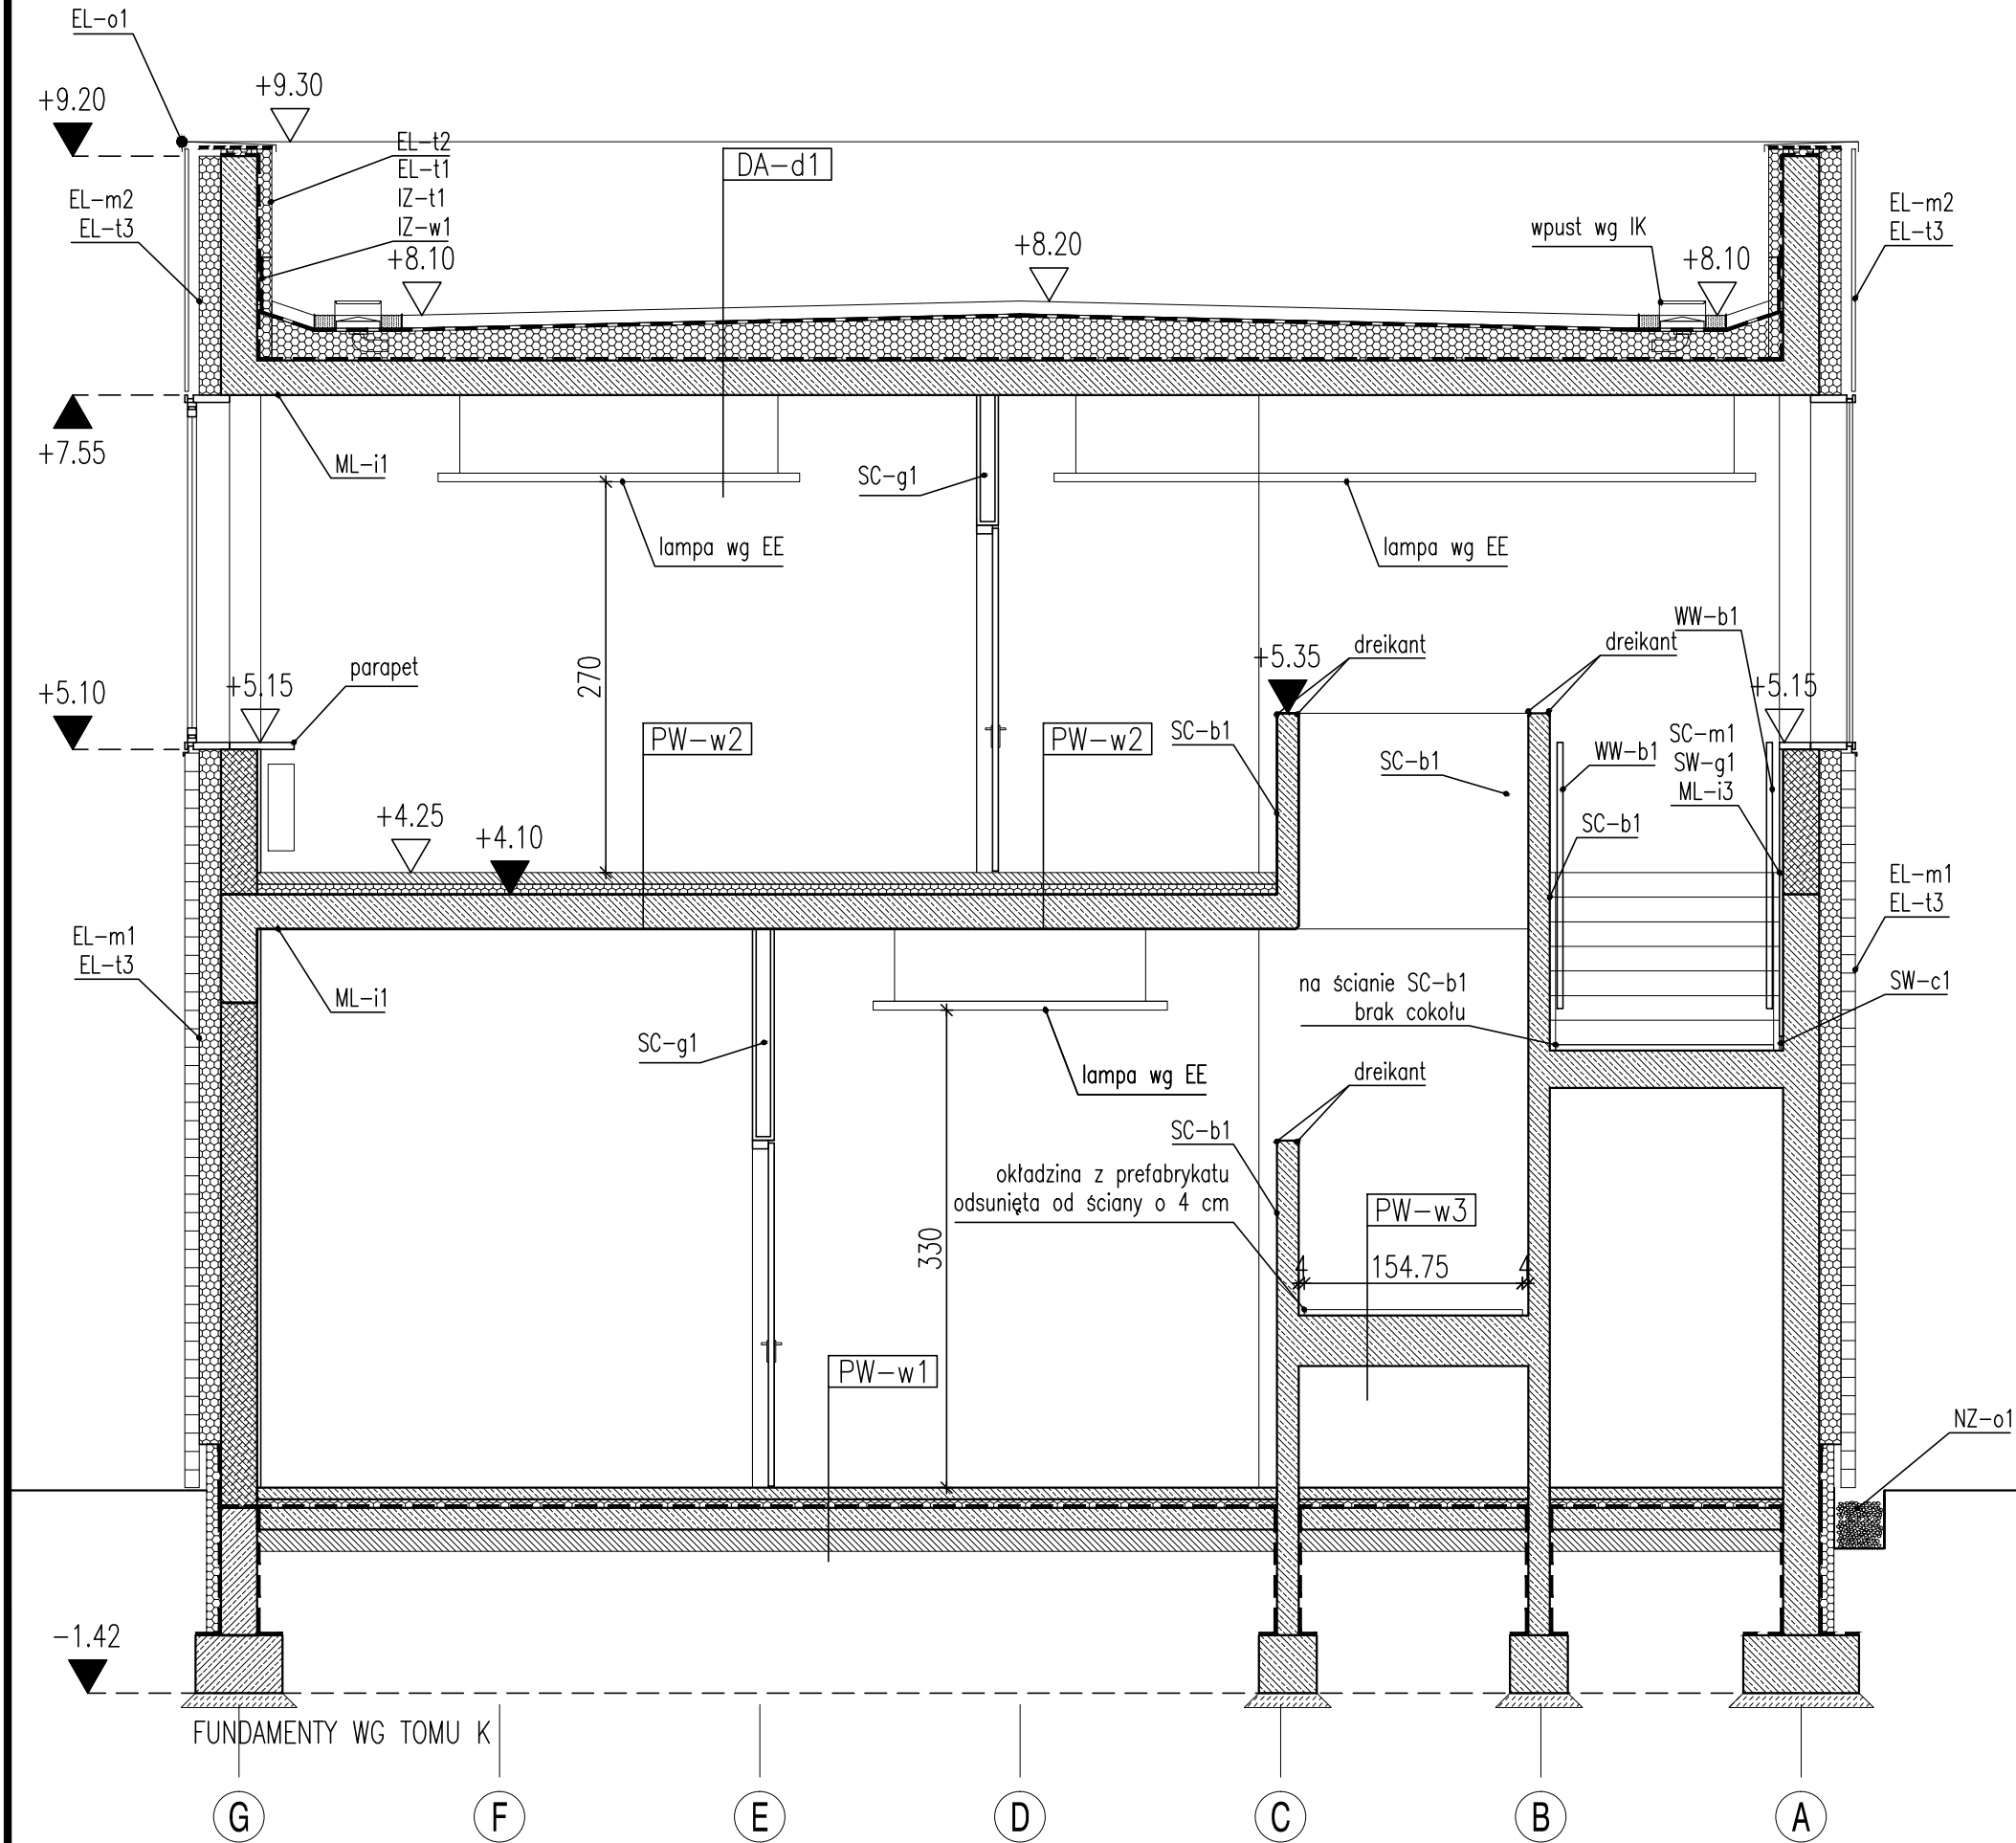 EL-o1
+9.20
+9.30
EL-t2
EL-t1
IZ-t1
IZ-w1
DA-d1
EL-m2
EL-t3
+8.10
+8.20
wpust wg IK
+8.10
EL-m2
EL-t3
+7.55
ML-i1
SC-g1
lampa wg EE
lampa wg EE
270
+5.10
+5.15
parapet
+5.35
dreikant
dreikant
WW-b1
+5.15
PW-w2
PW-w2
SC-b1
SC-b1
WW-b1
SC-m1
SW-g1
ML-i3
SC-b1
+4.25
+4.10
EL-m1
EL-t3
EL-m1
EL-t3
ML-i1
SC-g1
lampa wg EE
na ścianie SC-b1
brak cokołu
SW-c1
dreikant
SC-b1
okładzina z prefabrykatu
odsunięta od ściany o 4 cm
PW-w3
330
4
154.75
4
PW-w1
NZ-o1
-1.42
FUNDAMENTY WG TOMU K
G
F
E
D
C
B
A